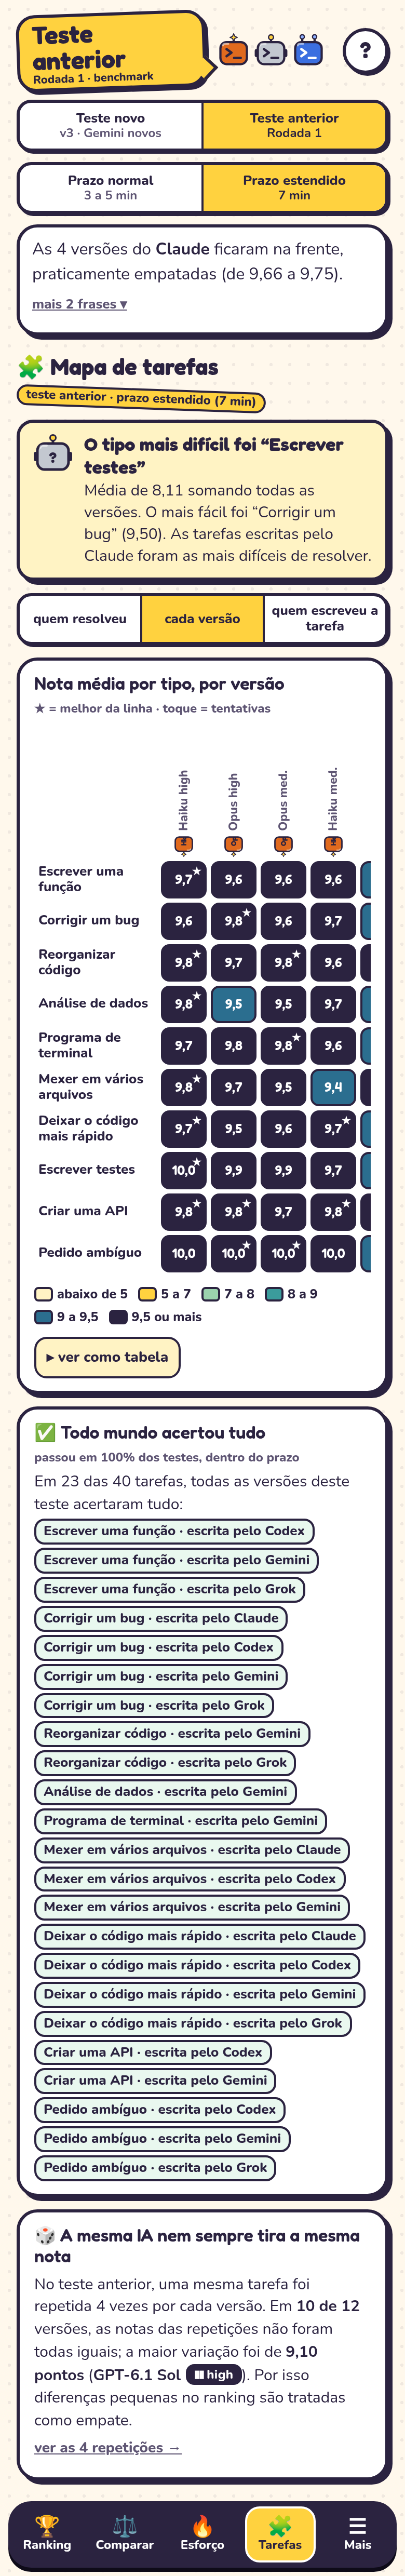 Teste
anterior
Rodada 1 · benchmark
?
Teste novo
v3 · Gemini novos
Teste anterior
Rodada 1
Prazo normal
3 a 5 min
Prazo estendido
7 min
As 4 versões do Claude ficaram na frente,
praticamente empatadas (de 9,66 a 9,75).
mais 2 frases ▾
🧩 Mapa de tarefas
teste anterior · prazo estendido (7 min)
?
O tipo mais difícil foi “Escrever
testes”
Média de 8,11 somando todas as
versões. O mais fácil foi “Corrigir um
bug” (9,50). As tarefas escritas pelo
Claude foram as mais difíceis de resolver.
quem resolveu
cada versão
quem escreveu a
tarefa
Nota média por tipo, por versão
★ = melhor da linha · toque = tentativas
Haiku high
Opus high
Opus med.
Haiku med.
Escrever uma
função
9,7★ 9,6 9,6 9,6
Corrigir um bug 9,6 9,8★ 9,6 9,7
Reorganizar
código
9,8★ 9,7 9,8★ 9,6
Análise de dados 9,8★ 9,5 9,5 9,7
Programa de
terminal
9,7 9,8 9,8★ 9,6
Mexer em vários
arquivos
9,8★ 9,7 9,5 9,4
Deixar o código
mais rápido
9,7★ 9,5 9,6 9,7★
Escrever testes 10,0★ 9,9 9,9 9,7
Criar uma API 9,8★ 9,8★ 9,7 9,8★
Pedido ambíguo 10,0 10,0★ 10,0★ 10,0
abaixo de 5 5 a 7 7 a 8 8 a 9
9 a 9,5 9,5 ou mais
▸ ver como tabela
✅ Todo mundo acertou tudo
passou em 100% dos testes, dentro do prazo
Em 23 das 40 tarefas, todas as versões deste
teste acertaram tudo:
Escrever uma função · escrita pelo Codex
Escrever uma função · escrita pelo Gemini
Escrever uma função · escrita pelo Grok
Corrigir um bug · escrita pelo Claude
Corrigir um bug · escrita pelo Codex
Corrigir um bug · escrita pelo Gemini
Corrigir um bug · escrita pelo Grok
Reorganizar código · escrita pelo Gemini
Reorganizar código · escrita pelo Grok
Análise de dados · escrita pelo Gemini
Programa de terminal · escrita pelo Gemini
Mexer em vários arquivos · escrita pelo Claude
Mexer em vários arquivos · escrita pelo Codex
Mexer em vários arquivos · escrita pelo Gemini
Deixar o código mais rápido · escrita pelo Claude
Deixar o código mais rápido · escrita pelo Codex
Deixar o código mais rápido · escrita pelo Gemini
Deixar o código mais rápido · escrita pelo Grok
Criar uma API · escrita pelo Codex
Criar uma API · escrita pelo Gemini
Pedido ambíguo · escrita pelo Codex
Pedido ambíguo · escrita pelo Gemini
Pedido ambíguo · escrita pelo Grok
🎲 A mesma IA nem sempre tira a mesma
nota
No teste anterior, uma mesma tarefa foi
repetida 4 vezes por cada versão. Em 10 de 12
versões, as notas das repetições não foram
todas iguais; a maior variação foi de 9,10
pontos (GPT-6.1 Sol high). Por isso
diferenças pequenas no ranking são tratadas
como empate.
ver as 4 repetições →
Ranking
Comparar
Esforço
Tarefas
Mais